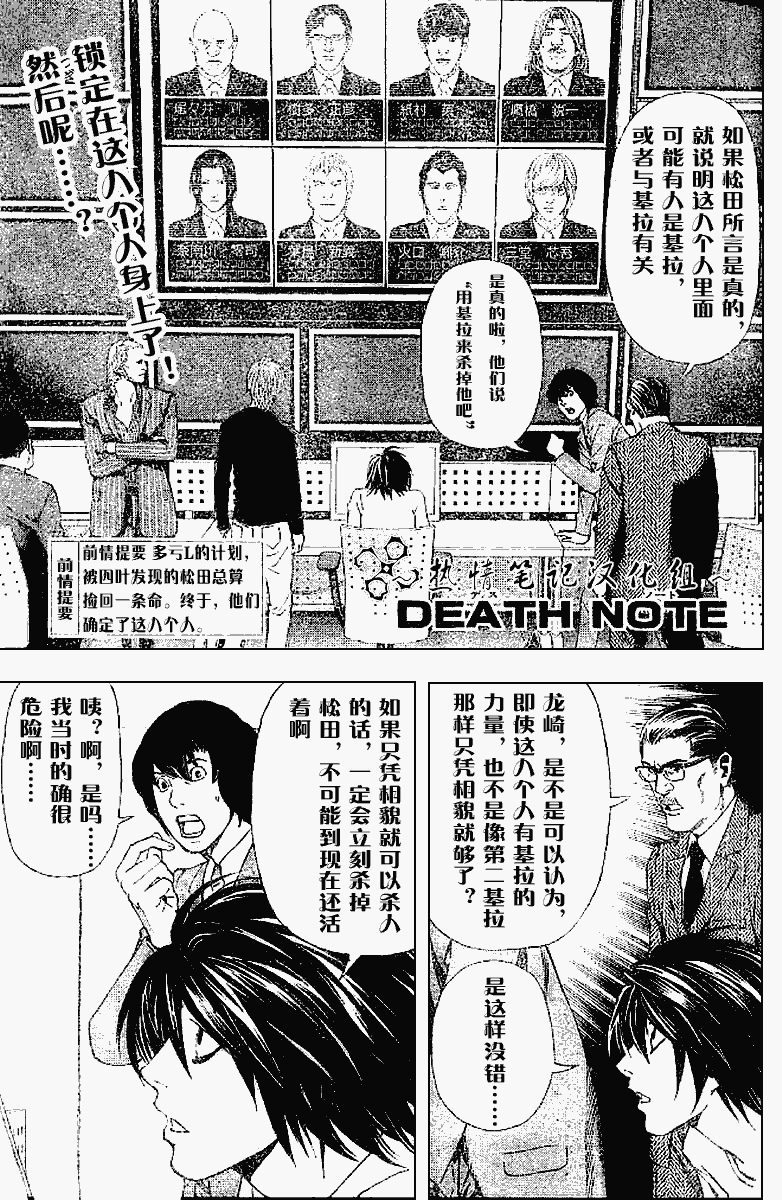 如果松田所言是真的，
就说明这八个人里面
可能有人是基拉，
或者与基拉有关
是真的啦，他们说
“用基拉来杀掉他吧”
锁定在这八个人身上了！
然后呢……？
前情提要
前情提要 多亏L的计划，
被四叶发现的松田总算
捡回一条命。终于，他们
确定了这八个人。
～热情笔记汉化组～
DEATH NOTE
龙崎，是不是可以认为，
即使这八个人有基拉的
力量，也不是像第二基拉
那样只凭相貌就够了？
是这样没错……
如果只凭相貌就可以杀人
的话，一定会立刻杀掉
松田，不可能到现在还活
着啊
咦？啊，是吗……
我当时的确很
危险啊……